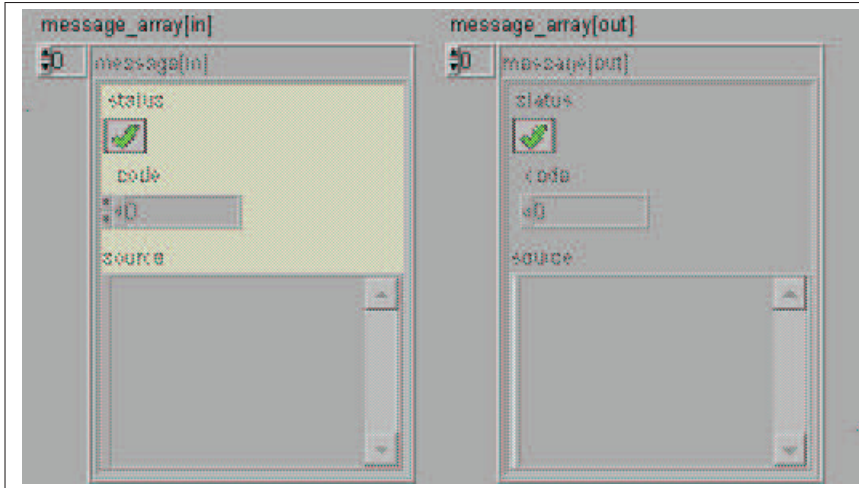 message_array[in]
0
message[in]
status
code
0
source
message_array[out]
0
message[out]
status
code
0
source